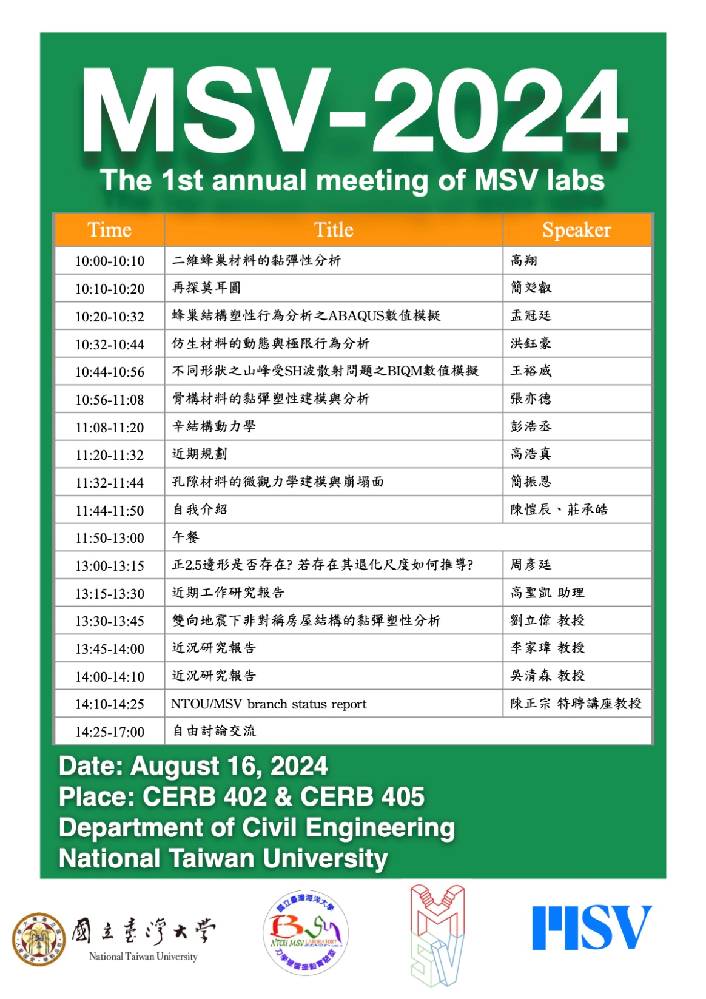 MSV-2024
The 1st annual meeting of MSV labs
Time Title Speaker
10:00-10:10 二維蜂巢材料的黏彈性分析 高翔
10:10-10:20 再探莫耳圓 簡彣叡
10:20-10:32 蜂巢結構塑性行為分析之ABAQUS數值模擬 孟冠廷
10:32-10:44 仿生材料的動態與極限行為分析 洪鈺豪
10:44-10:56 不同形狀之山峰受SH波散射問題之BIQM數值模擬 王裕威
10:56-11:08 骨構材料的黏彈塑性建模與分析 張亦德
11:08-11:20 辛結構動力學 彭浩丞
11:20-11:32 近期規劃 高浩真
11:32-11:44 孔隙材料的微觀力學建模與崩塌面 簡振恩
11:44-11:50 自我介紹 陳愷辰、莊承皓
11:50-13:00 午餐
13:00-13:15 正2.5邊形是否存在? 若存在其退化尺度如何推導? 周彥廷
13:15-13:30 近期工作研究報告 高聖凱 助理
13:30-13:45 雙向地震下非對稱房屋結構的黏彈塑性分析 劉立偉 教授
13:45-14:00 近況研究報告 李家瑋 教授
14:00-14:10 近況研究報告 吳清森 教授
14:10-14:25 NTOU/MSV branch status report 陳正宗 特聘講座教授
14:25-17:00 自由討論交流
Date: August 16, 2024
Place: CERB 402 & CERB 405
Department of Civil Engineering
National Taiwan University
國立臺灣大學
National Taiwan University
國立臺灣海洋大學
NTOU MSV LABORATORY
力學聲響振動實驗室
MSV
MSV